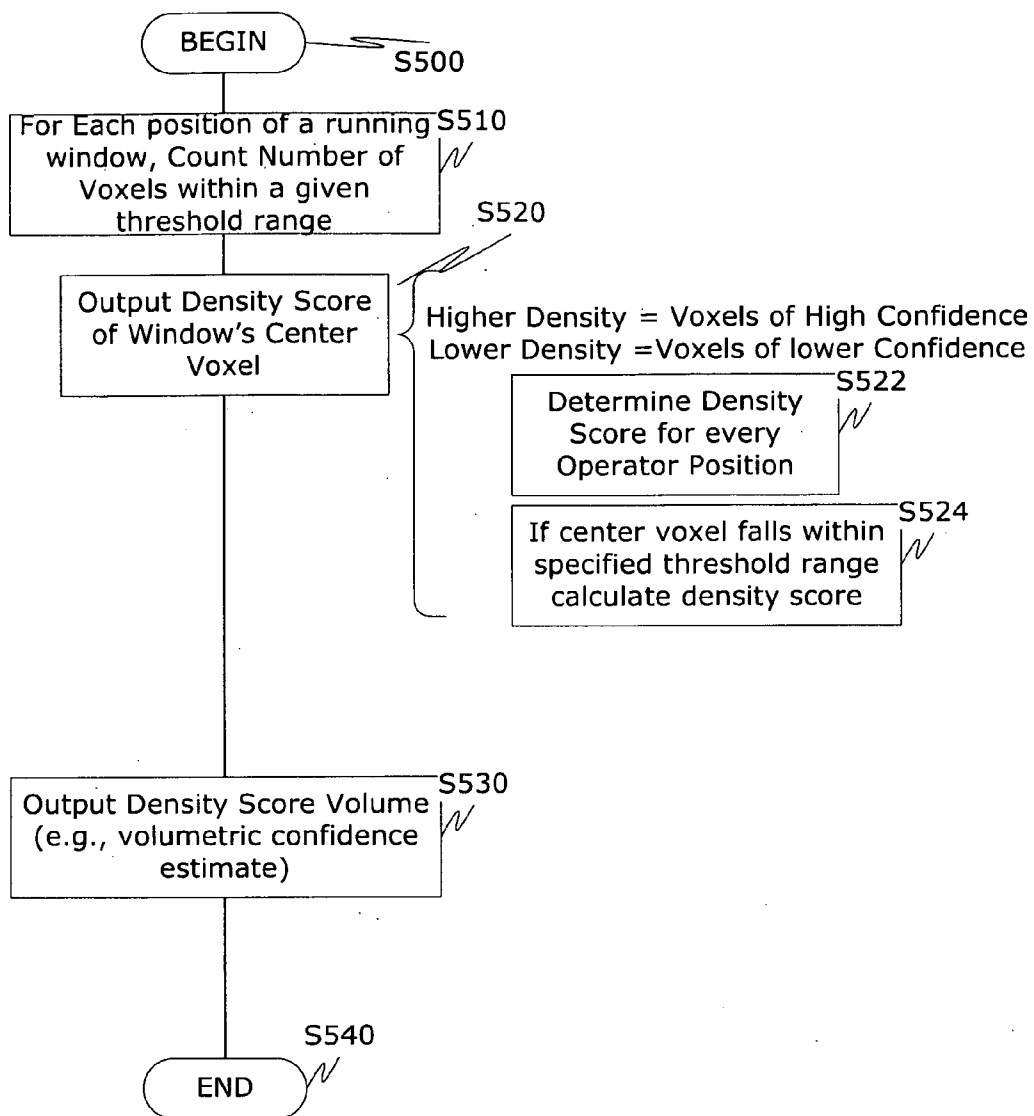 BEGIN
S500
For Each position of a running
window, Count Number of
Voxels within a given
threshold range
S510
S520
Output Density Score
of Window's Center
Voxel
Higher Density = Voxels of High Confidence
Lower Density =Voxels of lower Confidence
S522
Determine Density
Score for every
Operator Position
S524
If center voxel falls within
specified threshold range
calculate density score
S530
Output Density Score Volume
(e.g., volumetric confidence
estimate)
S540
END